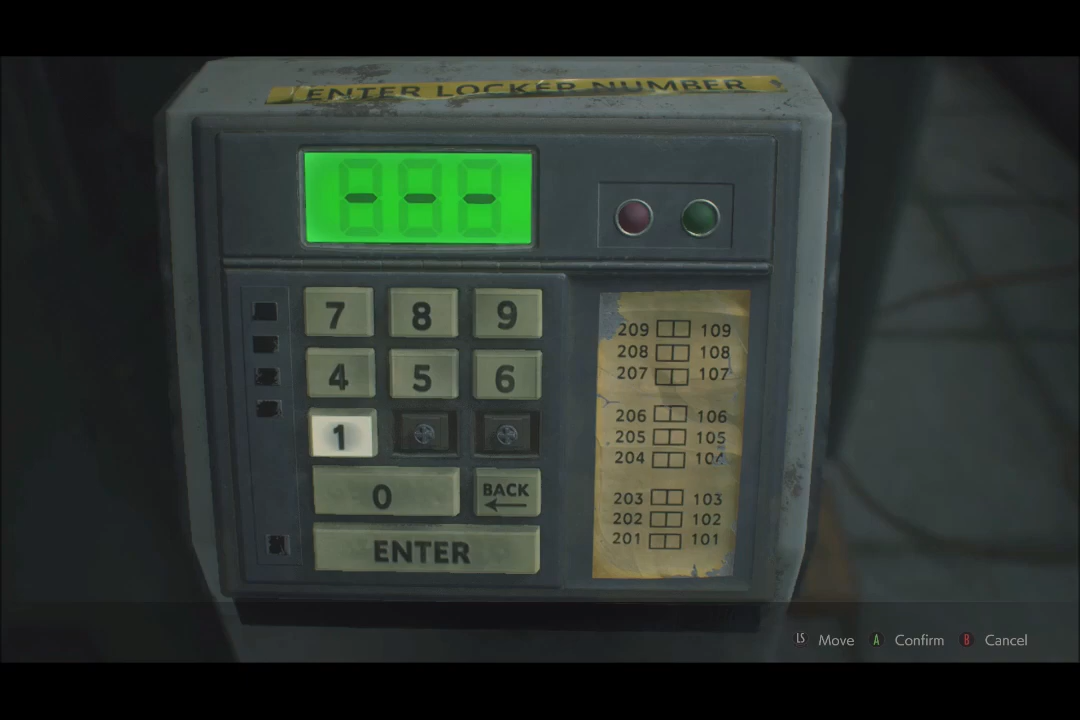 ENTER LOCKER NUMBER
- - -
7 8 9
4 5 6
1
0 BACK
ENTER
209 109
208 108
207 107
206 106
205 105
204 104
203 103
202 102
201 101
LS Move A Confirm B Cancel